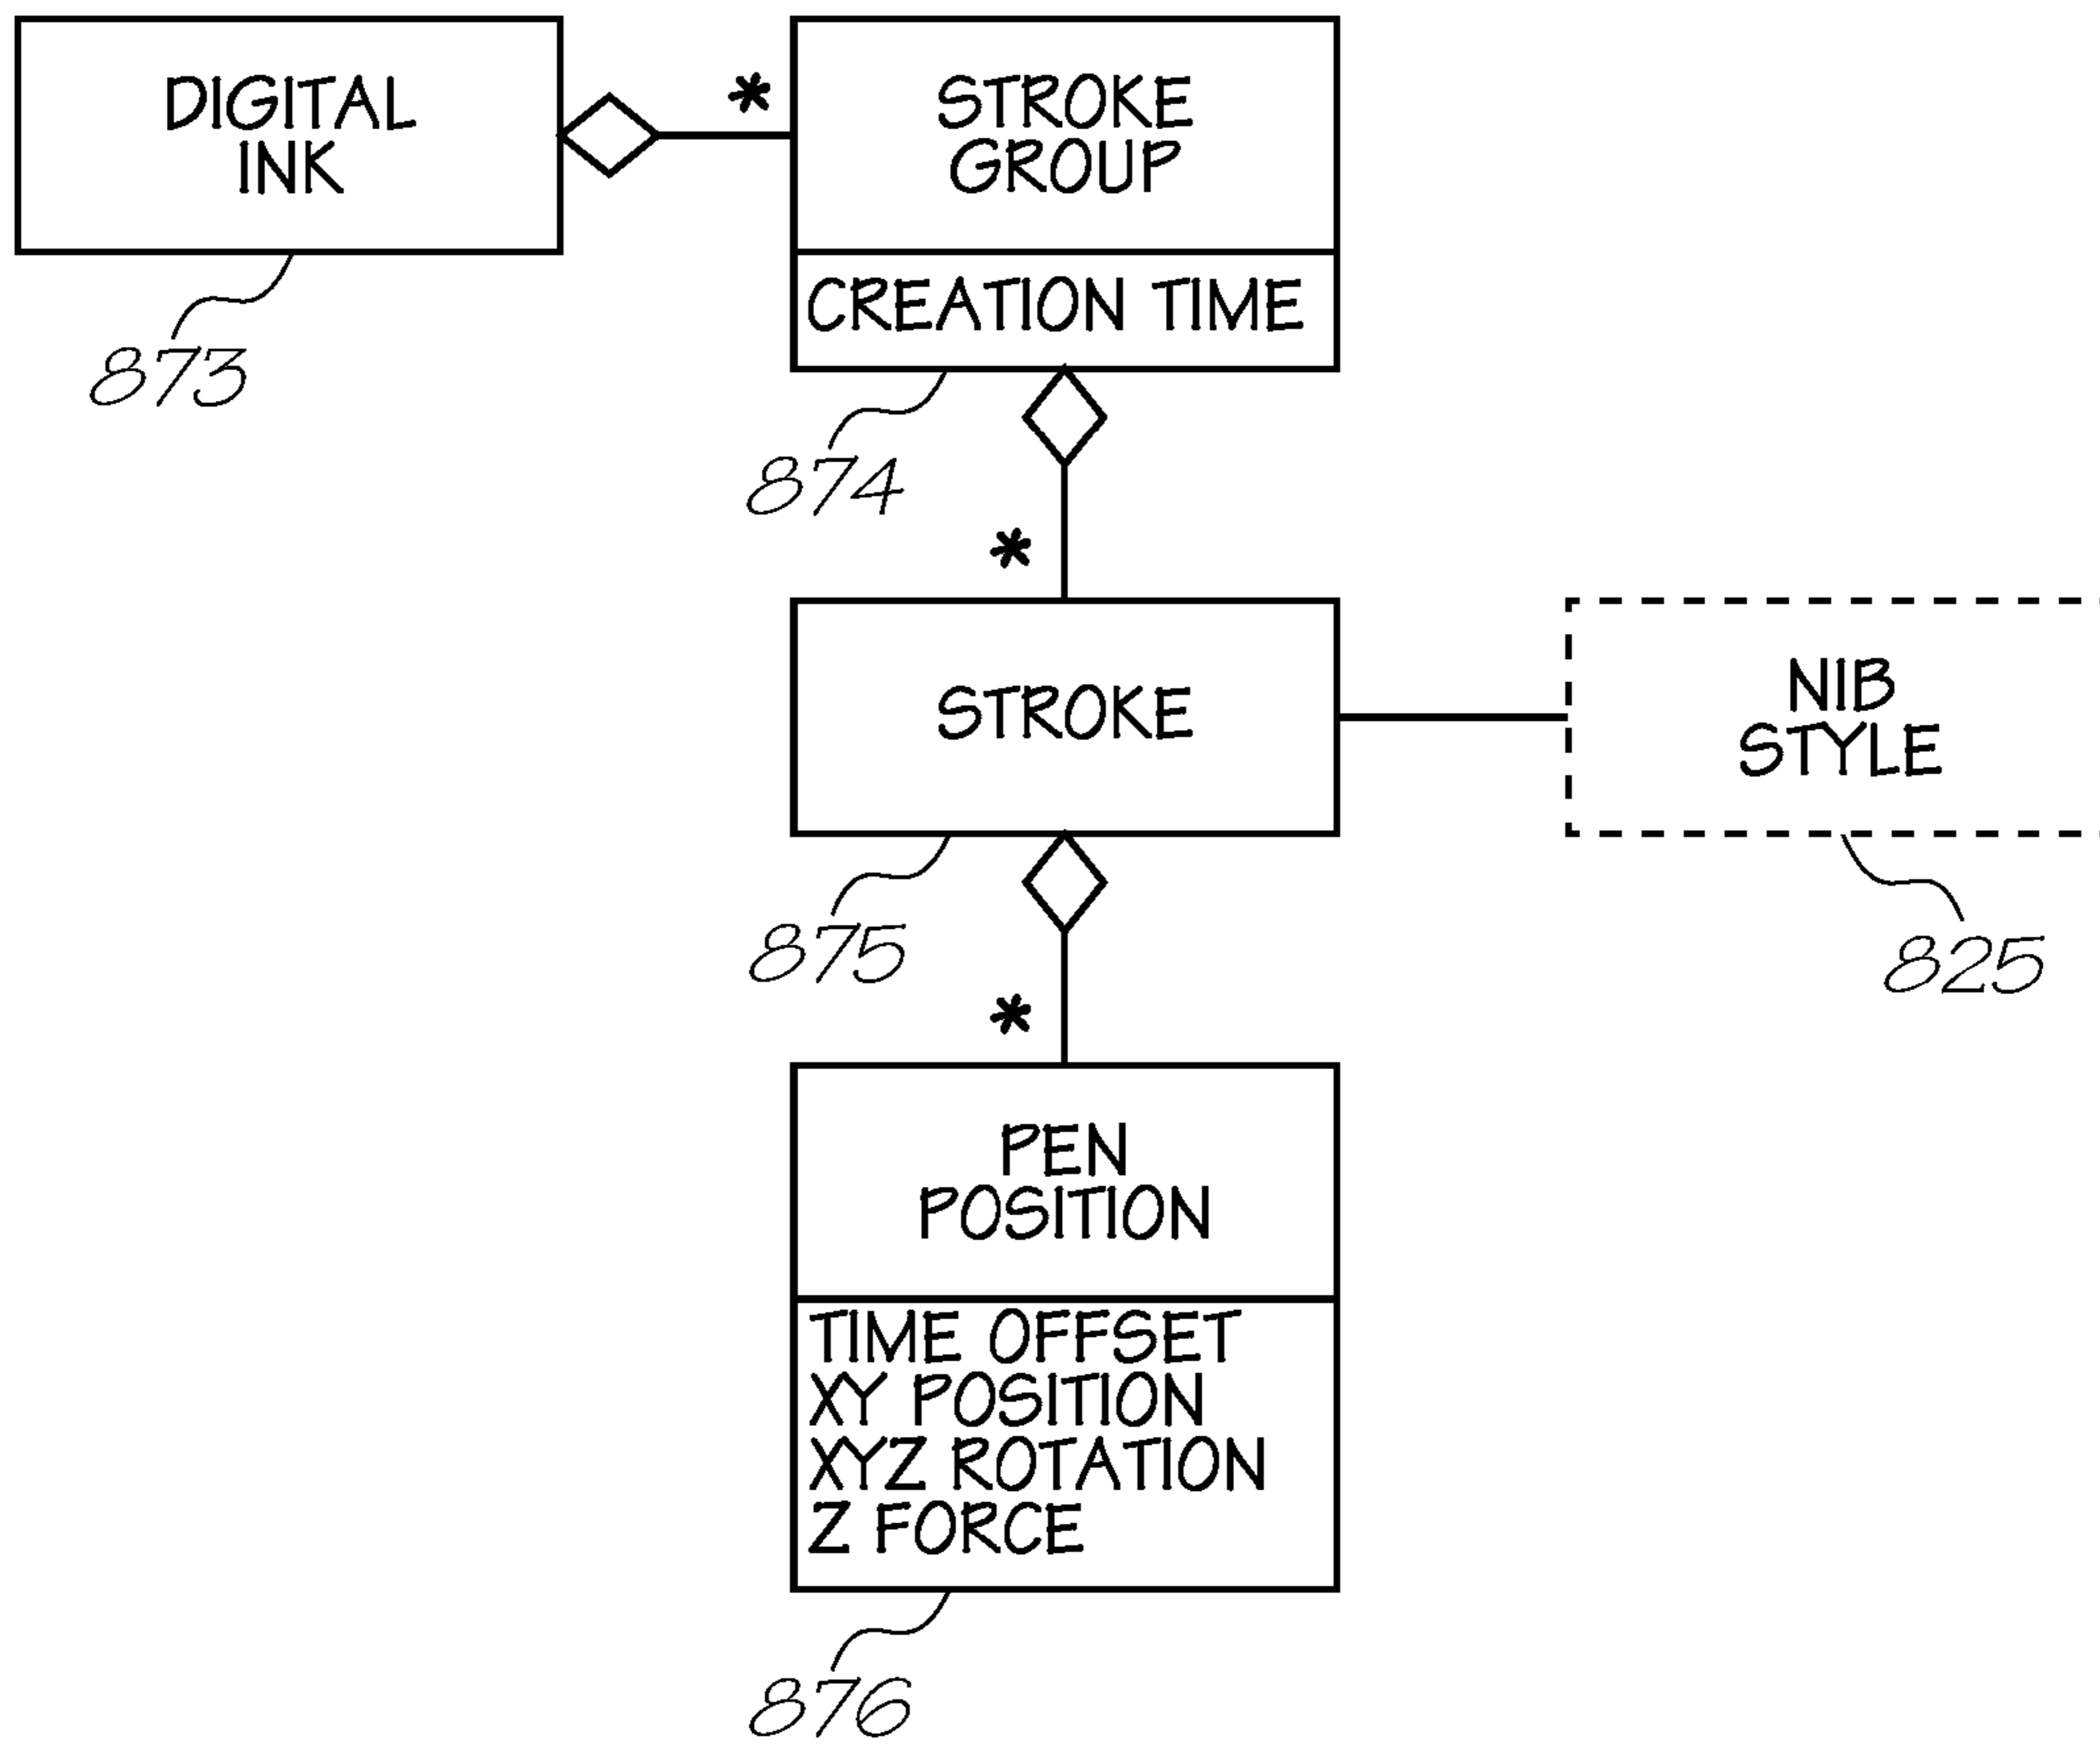 DIGITAL
INK
*
STROKE
GROUP
CREATION TIME
873
874
*
STROKE
NIB
STYLE
875
825
*
PEN
POSITION
TIME OFFSET
XY POSITION
XYZ ROTATION
Z FORCE
876